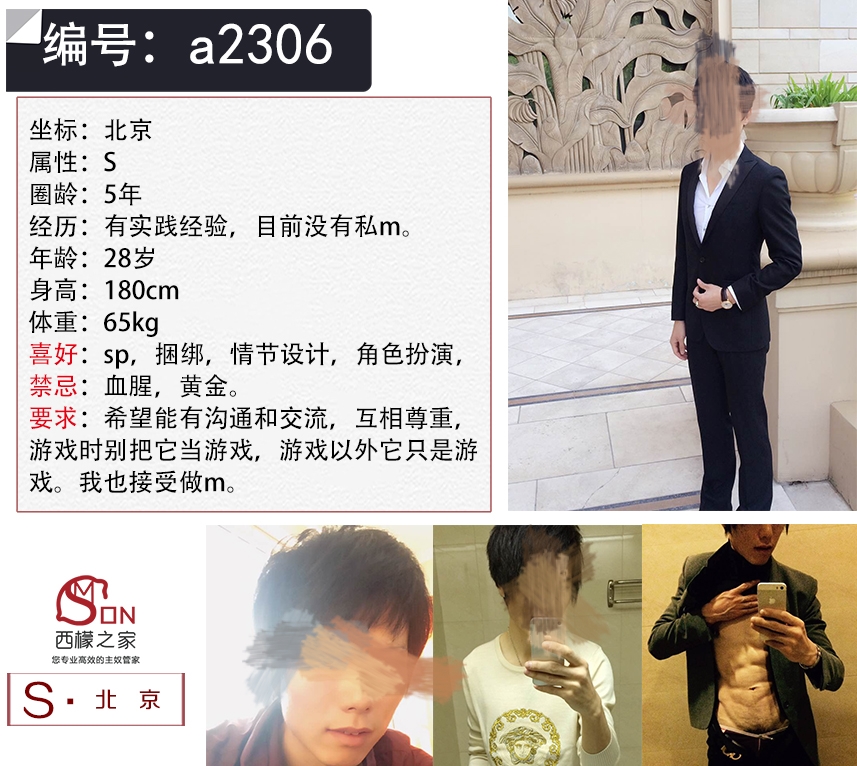 编号：a2306
坐标：北京
属性：S
圈龄：5年
经历：有实践经验，目前没有私m。
年龄：28岁
身高：180cm
体重：65kg
喜好：sp，捆绑，情节设计，角色扮演，
禁忌：血腥，黄金。
要求：希望能有沟通和交流，互相尊重，
游戏时别把它当游戏，游戏以外它只是游
戏。我也接受做m。
SMON
西檬之家
您专业高效的主奴管家
S·北京